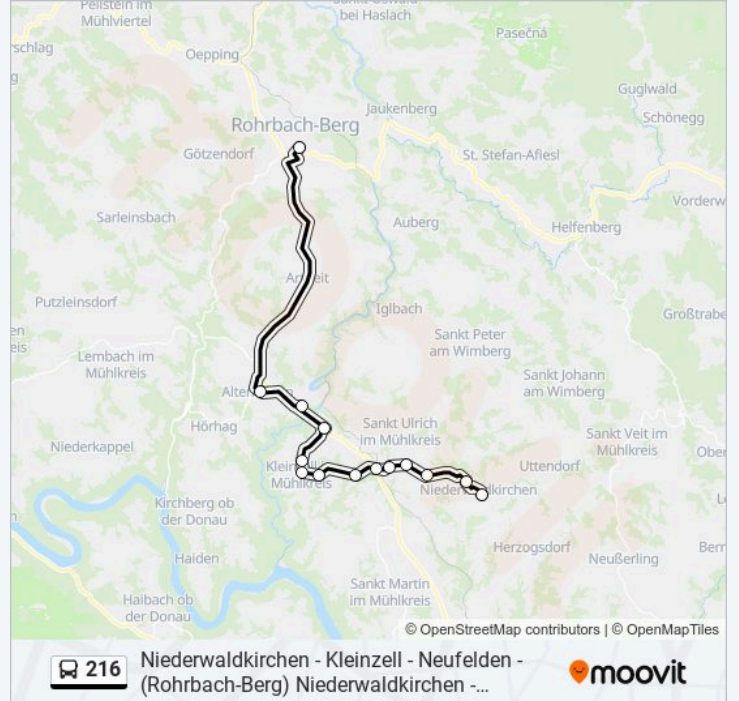 Peilstein im
Mühlviertel
bei Haslach
Pasečná
Oepping
Guglwald
Schönegg
Jaukenberg
Rohrbach-Berg
Götzendorf
St. Stefan-Afiesl
Vorderw
Sarleinsbach
Auberg
Helfenberg
Putzleinsdorf
Iglbach
Großtrabe
Sankt Peter
am Wimberg
Lembach im
Mühlkreis
Sankt Johann
am Wimberg
Hörhag
Sankt Ulrich
im Mühlkreis
Sankt Veit im
Mühlkreis
Niederkappel
Uttendorf
Mühlkreis
Kirchberg ob
der Donau
Herzogsdorf
Neußerling
Haiden
Sankt Martin
im Mühlkreis
Haibach ob
der Donau
© OpenStreetMap contributors | © OpenMapTiles
216
Niederwaldkirchen - Kleinzell - Neufelden -
(Rohrbach-Berg) Niederwaldkirchen -...
moovit